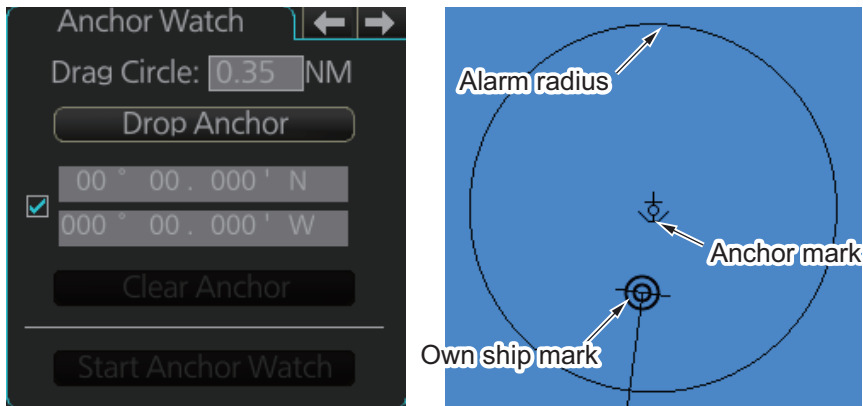 Anchor Watch
Drag Circle: 0.35 NM
Drop Anchor
00 ° 00 . 000 ' N
000 ° 00 . 000 ' W
Clear Anchor
Start Anchor Watch
Alarm radius
Anchor mark
Own ship mark